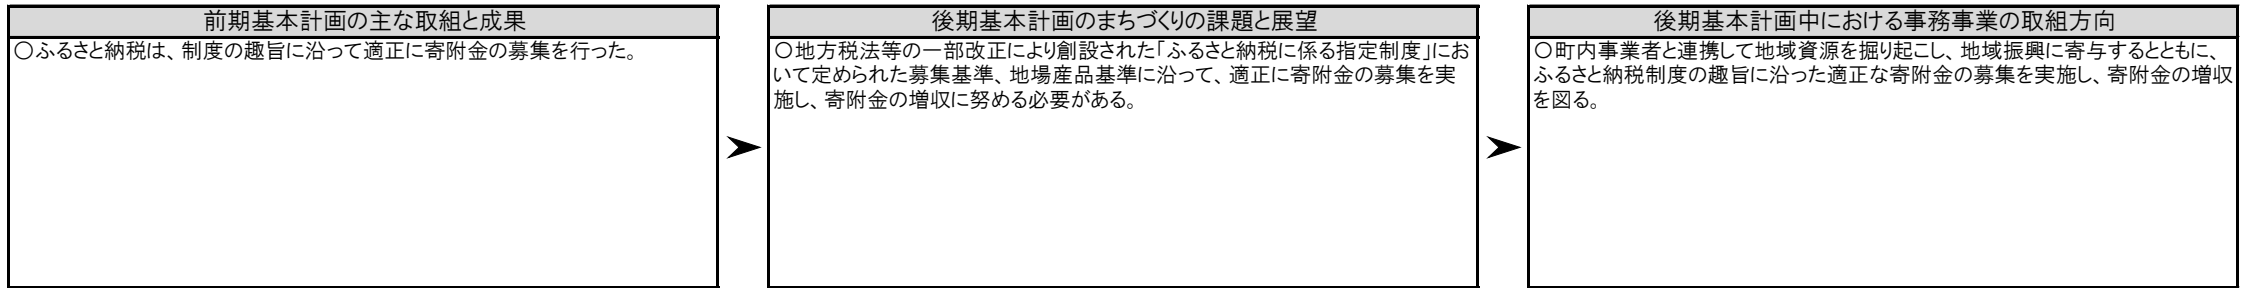 前期基本計画の主な取組と成果
○ふるさと納税は、制度の趣旨に沿って適正に寄附金の募集を行った。
後期基本計画のまちづくりの課題と展望
○地方税法等の一部改正により創設された「ふるさと納税に係る指定制度」にお
いて定められた募集基準、地場産品基準に沿って、適正に寄附金の募集を実
施し、寄附金の増収に努める必要がある。
後期基本計画中における事務事業の取組方向
○町内事業者と連携して地域資源を掘り起こし、地域振興に寄与するとともに、
ふるさと納税制度の趣旨に沿った適正な寄附金の募集を実施し、寄附金の増収
を図る。